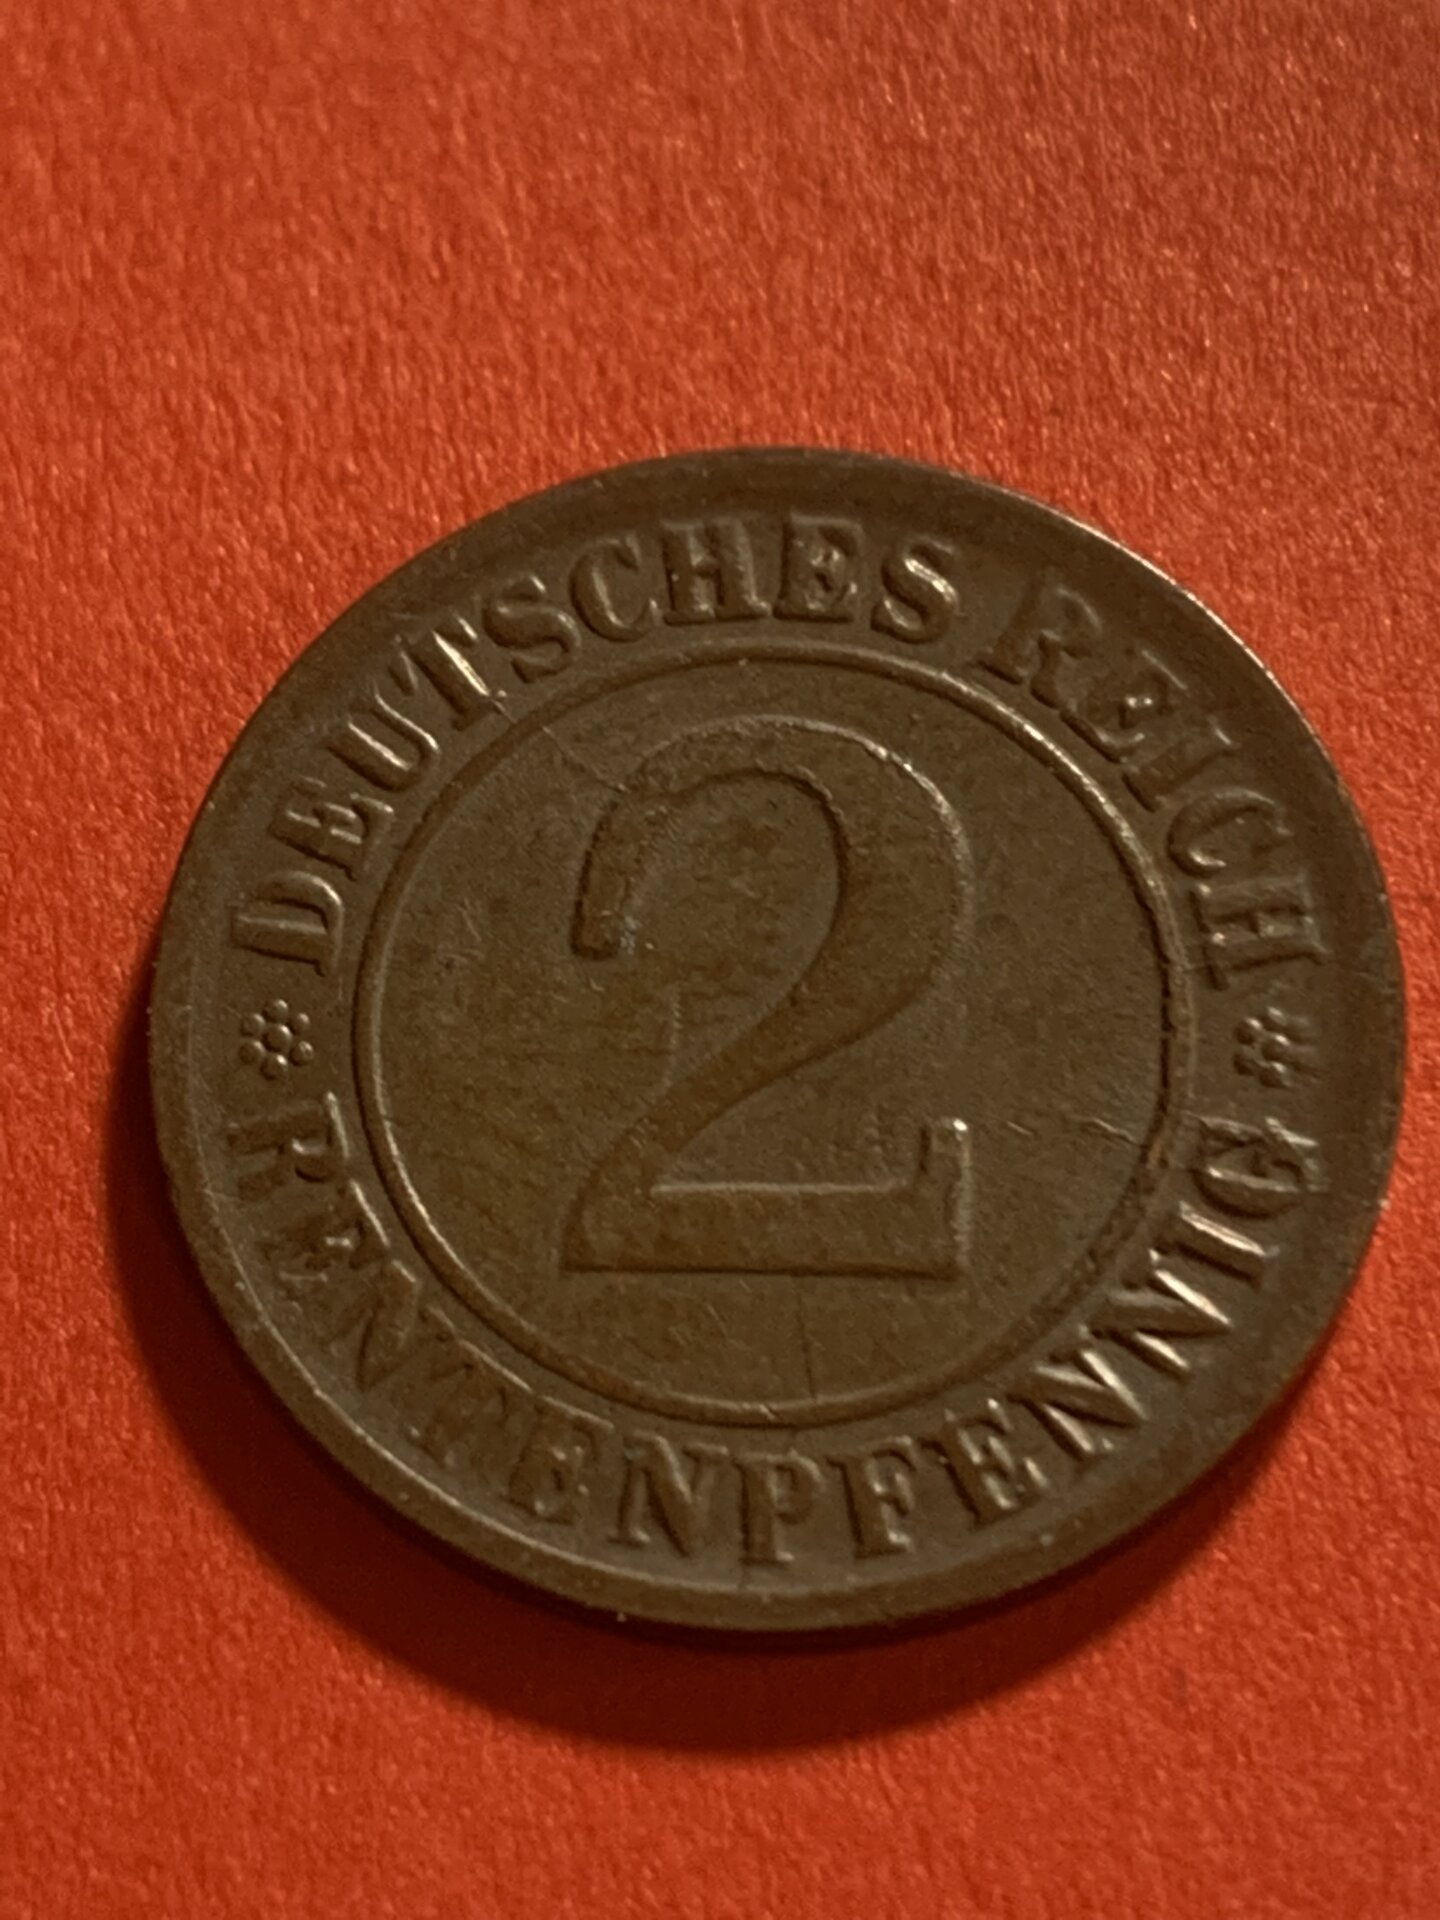 DEUTSCHES REICH
2
RENTENPFENNIG